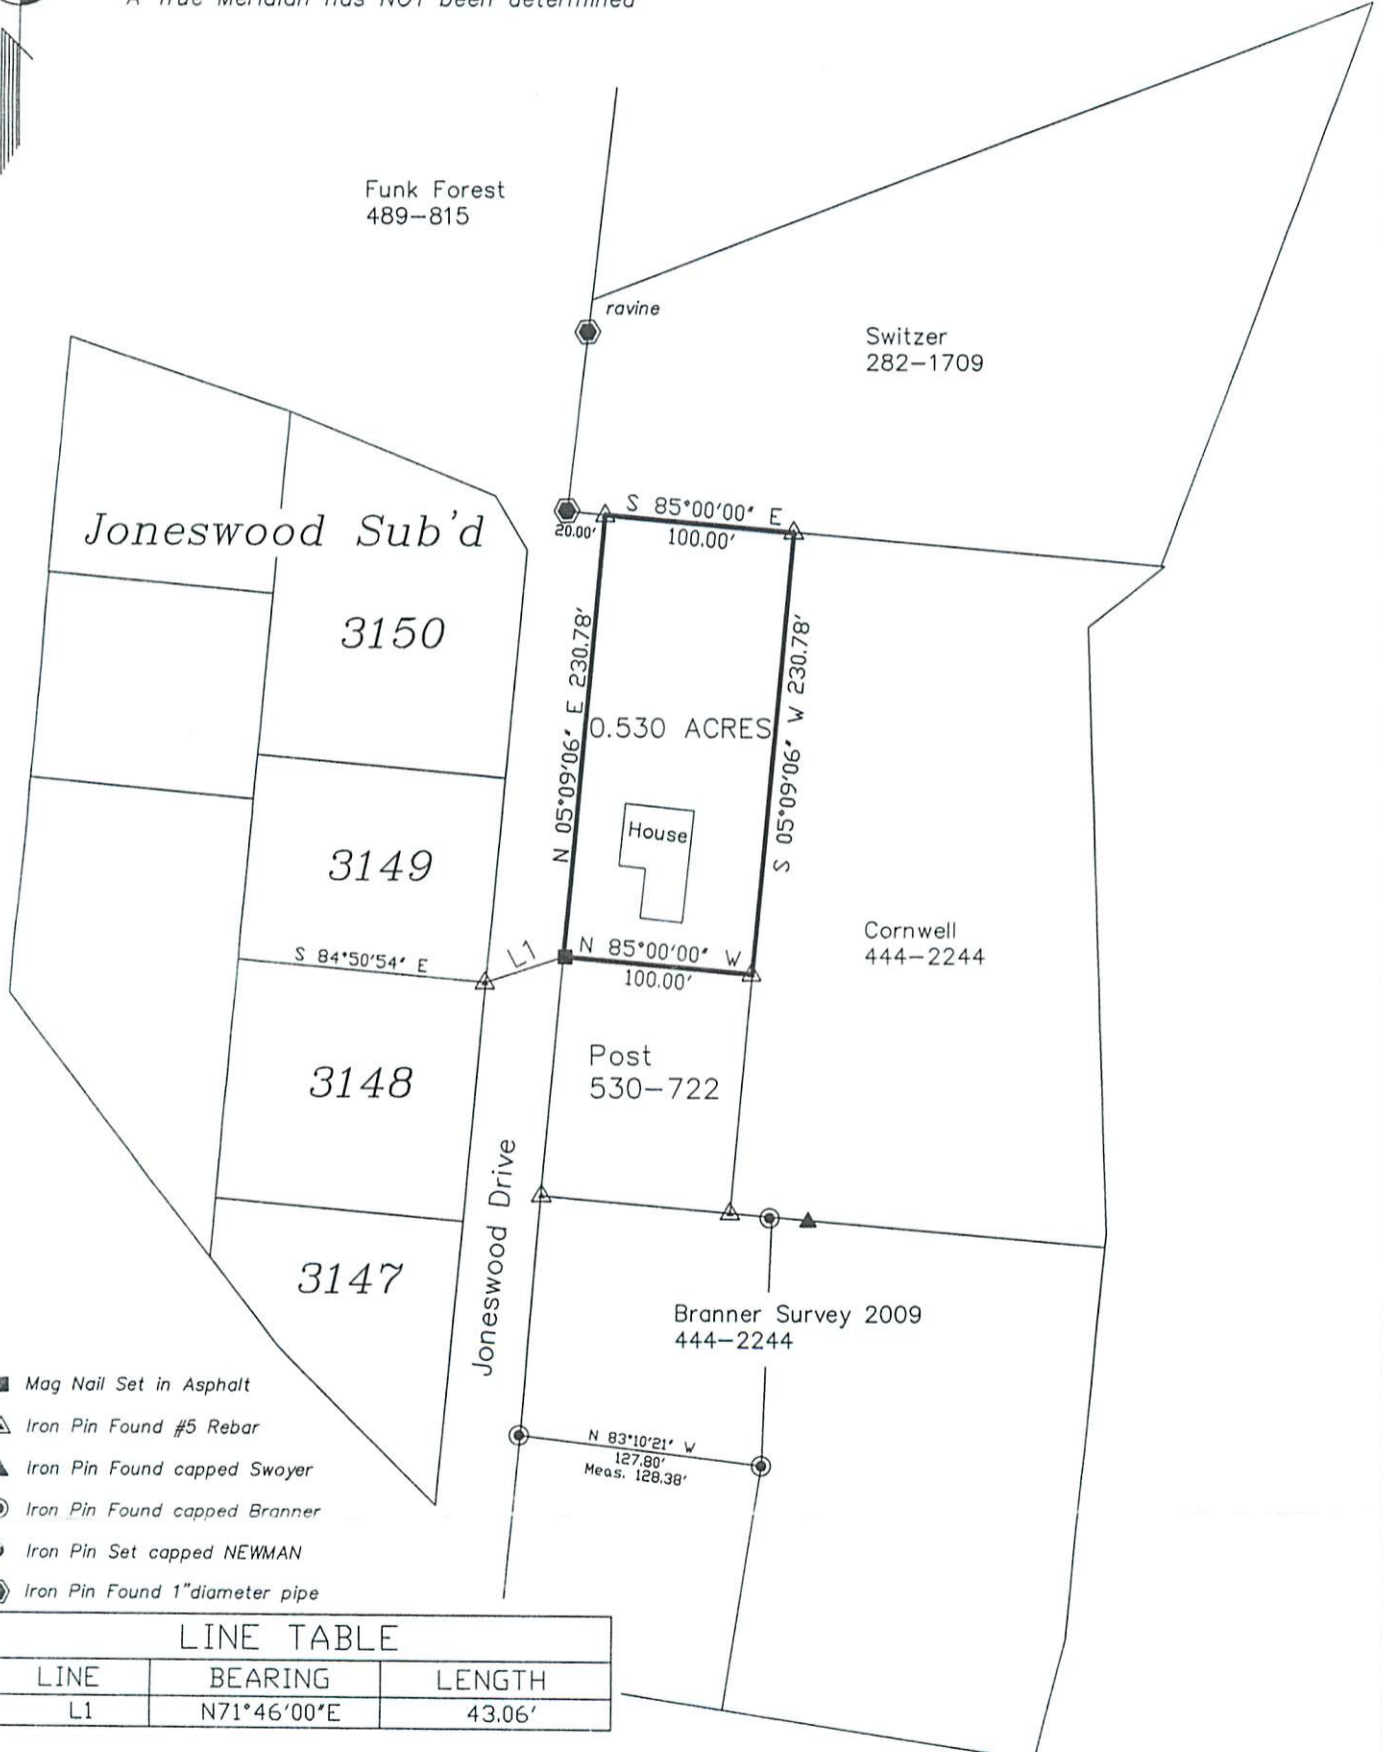 A True Meridian has NOT been determined
Funk Forest
489-815
ravine
Switzer
282-1709
Joneswood Sub'd
S 85°00'00" E
20.00'
100.00'
3150
N 05°09'06" E 230.78'
S 05°09'06" W 230.78'
0.530 ACRES
House
3149
Cornwell
444-2244
S 84°50'54" E
L1
N 85°00'00" W
100.00'
Post
530-722
3148
Joneswood Drive
3147
Branner Survey 2009
444-2244
Mag Nail Set in Asphalt
Iron Pin Found #5 Rebar
Iron Pin Found capped Swoyer
Iron Pin Found capped Branner
Iron Pin Set capped NEWMAN
Iron Pin Found 1"diameter pipe
N 83°10'21" W
127.80'
Meas. 128.38'
LINE TABLE
LINE BEARING LENGTH
L1 N71°46'00"E 43.06'